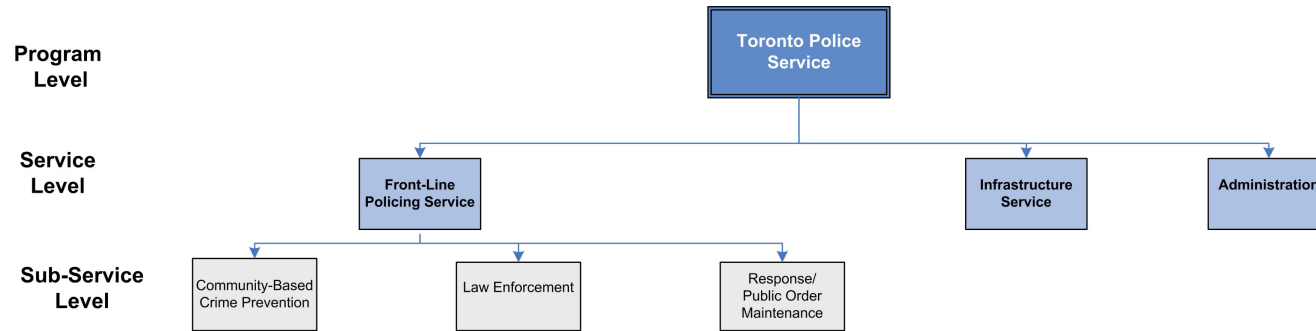 Program
Level
Toronto Police
Service
Service
Level
Front-Line
Policing Service
Infrastructure
Service
Administration
Sub-Service
Level
Community-Based
Crime Prevention
Law Enforcement
Response/
Public Order
Maintenance